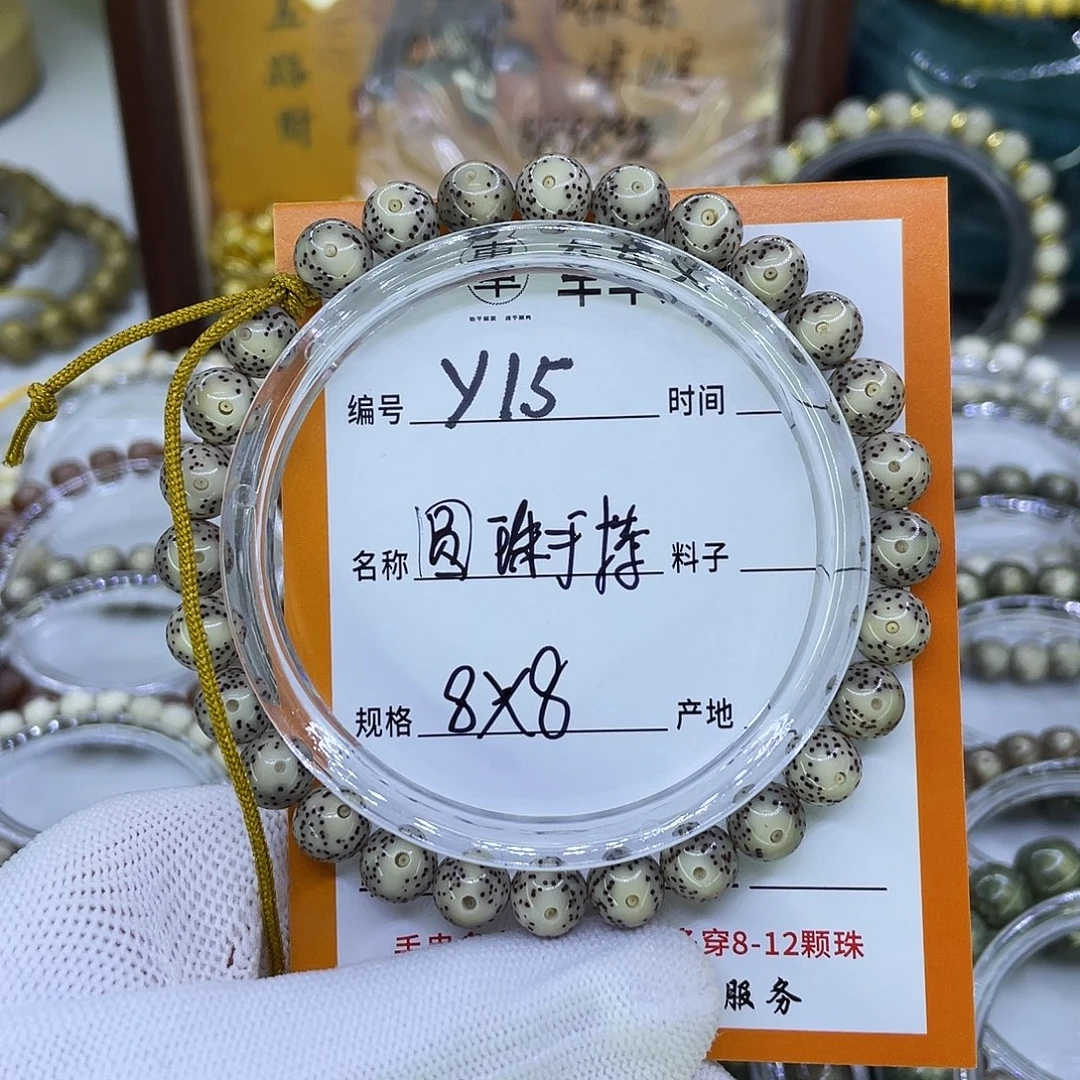 编号 Y15 时间
名称 圆珠手捧 料子
规格 8X8 产地
穿8-12颗珠
服务